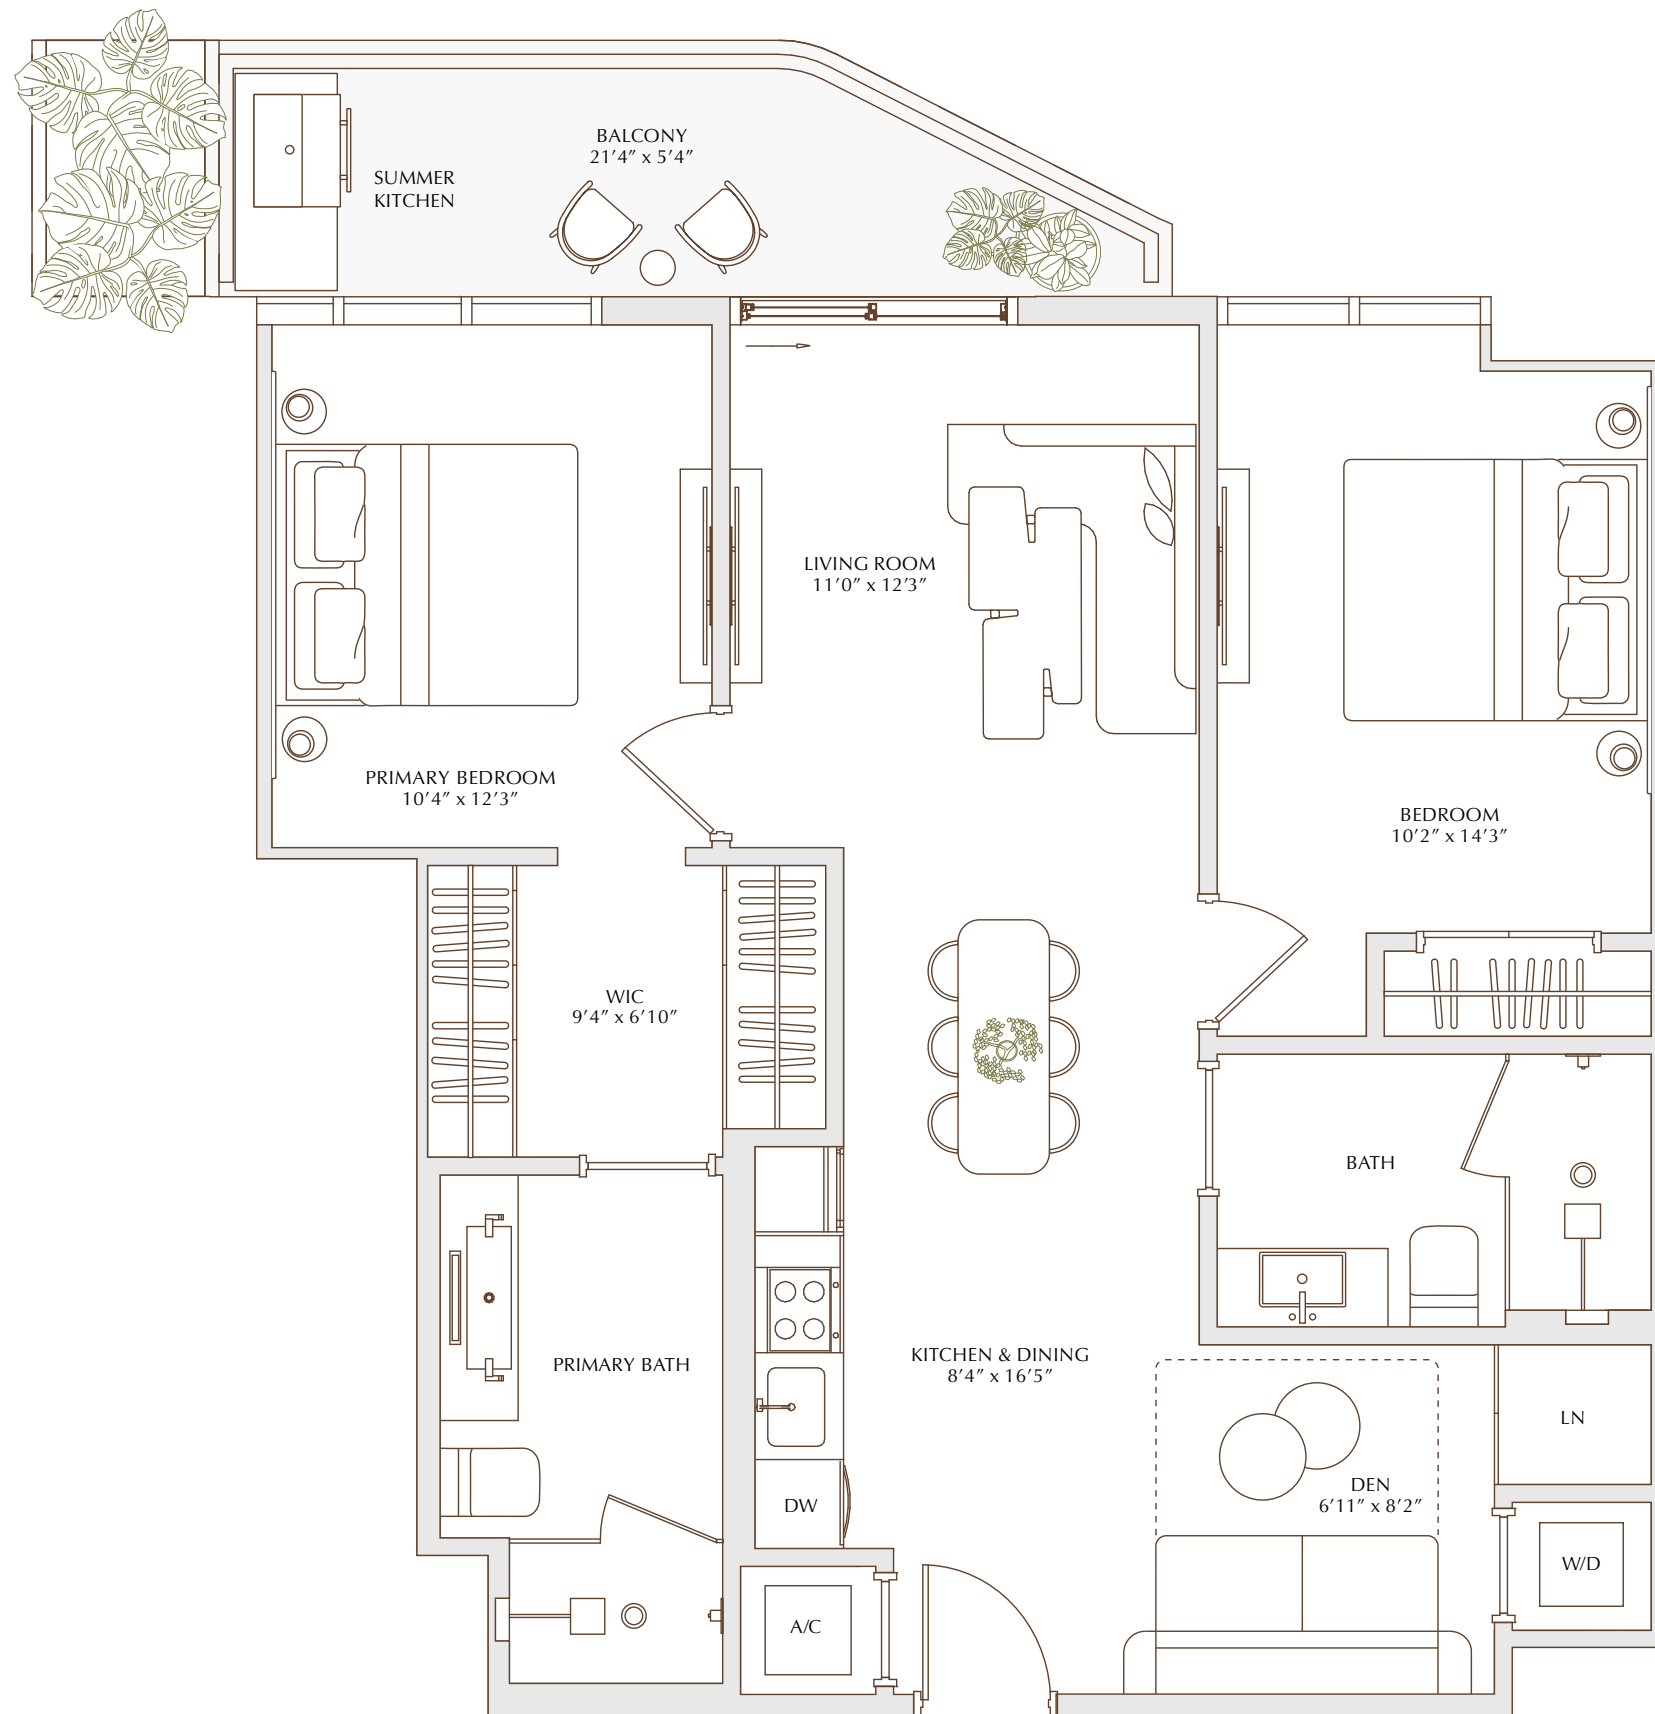 BALCONY
21′4″ x 5′4″
SUMMER
KITCHEN
LIVING ROOM
11′0″ x 12′3″
PRIMARY BEDROOM
10′4″ x 12′3″
BEDROOM
10′2″ x 14′3″
WIC
9′4″ x 6′10″
BATH
PRIMARY BATH
KITCHEN & DINING
8′4″ x 16′5″
LN
DEN
6′11″ x 8′2″
DW
W/D
A/C